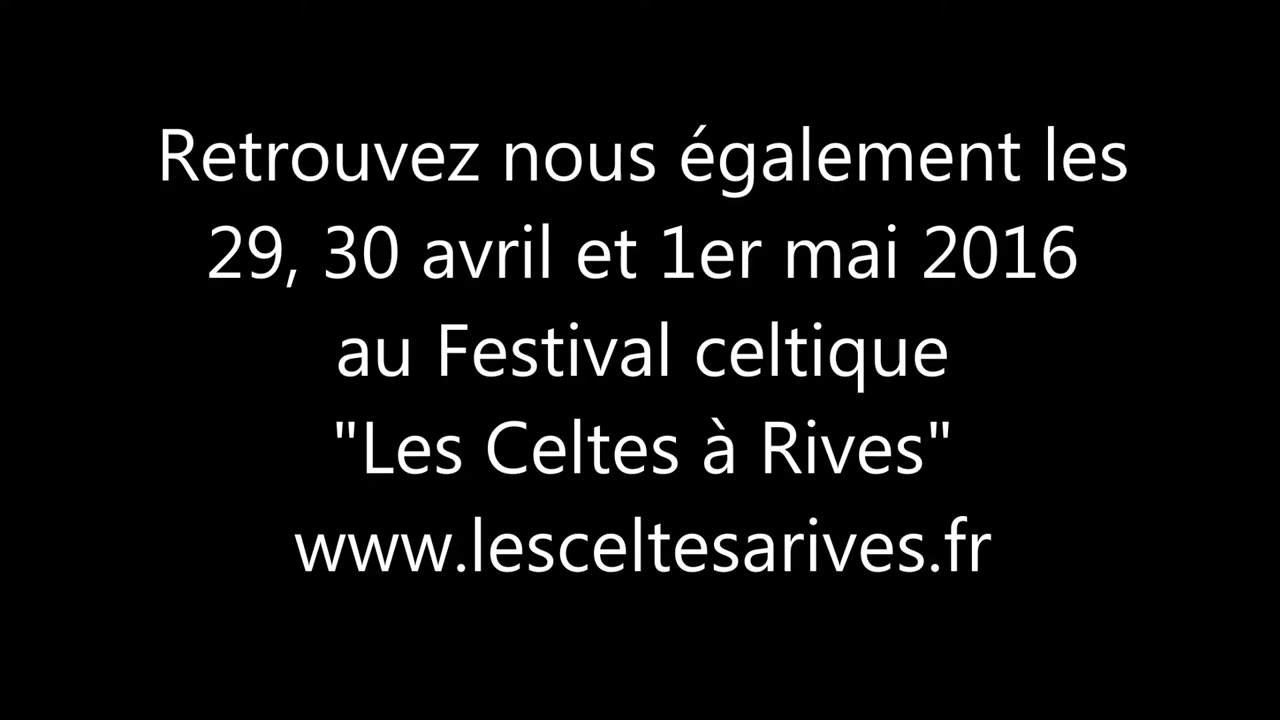 Retrouvez nous également les
29, 30 avril et 1er mai 2016
au Festival celtique
"Les Celtes à Rives"
www.lesceltesarives.fr